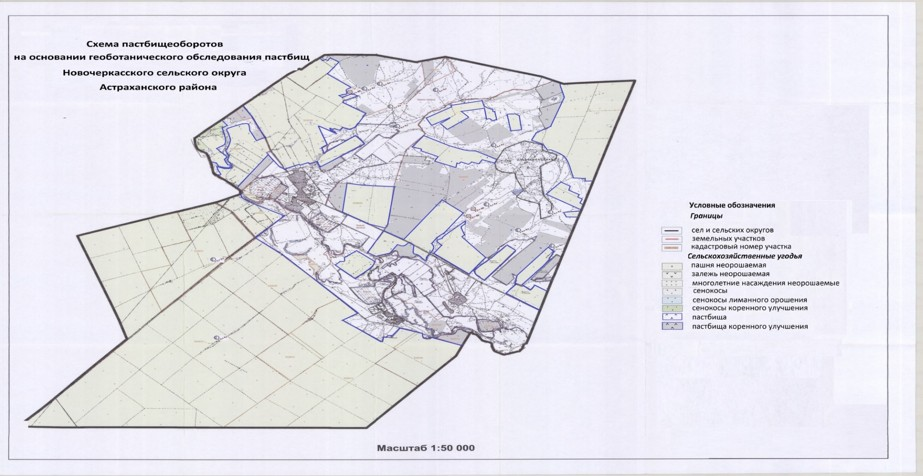 Схема пастбищеоборотов
на основании геоботанического обследования пастбищ
Новочеркасского сельского округа
Астраханского района
Условные обозначения
Границы
сел и сельских округов
земельных участков
кадастровый номер участка
Сельскохозяйственные угодья
пашня неорошаемая
залежь неорошаемая
многолетние насаждения неорошаемые
сенокосы
сенокосы лиманного орошения
сенокосы коренного улучшения
пастбища
пастбища коренного улучшения
Масштаб 1:50 000